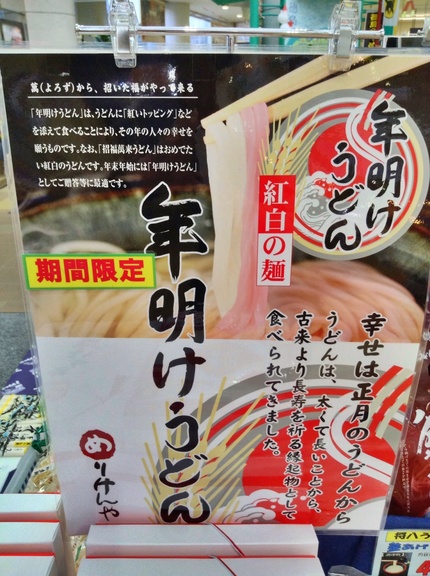 萬(よろず)から、招いた福がやって来る
「年明けうどん」は、うどんに「紅いトッピング」など
を添えて食べることにより、その年の人々の幸せを
願うものです。なお、「招福萬来うどん」はおめでた
い紅白のうどんです。年末年始には「年明けうどん」
としてご贈答等に最適です。
年明け
うどん
紅白の麺
期間限定
年明けうどん
幸せは正月のうどんから
うどんは、太くて長いことから、
古来より長寿を祈る縁起物として
食べられてきました。
めりけんや